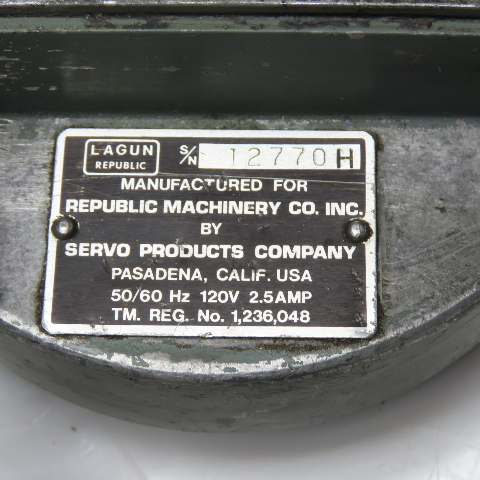 LAGUN
REPUBLIC
S/N 12770 H
MANUFACTURED FOR
REPUBLIC MACHINERY CO. INC.
BY
SERVO PRODUCTS COMPANY
PASADENA, CALIF. USA
50/60 Hz 120V 2.5AMP
TM. REG. No. 1,236,048